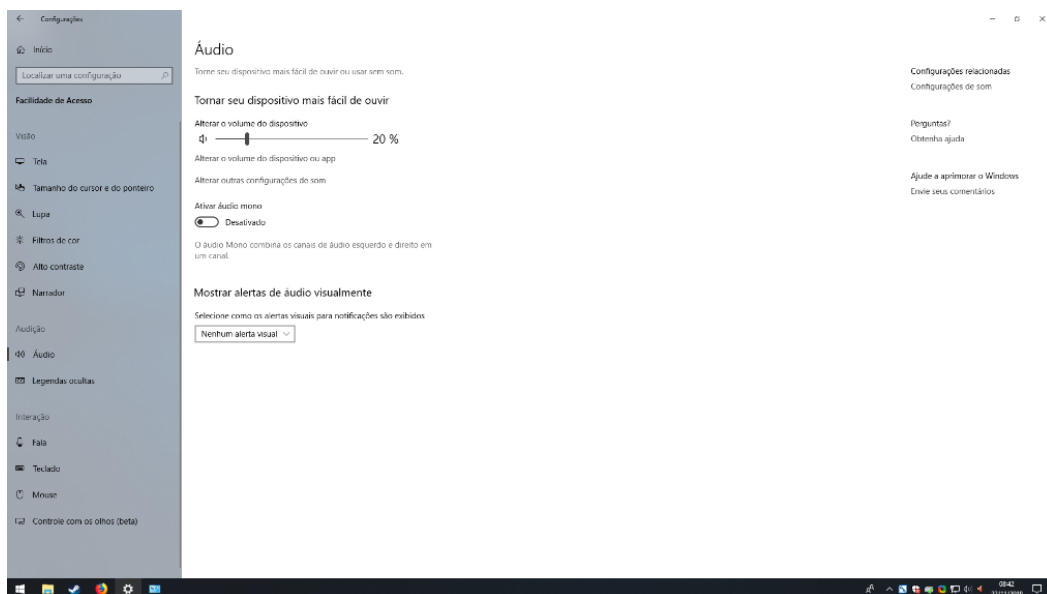 Configurações
Início
Localizar uma configuração
Facilidade de Acesso
Visão
Tela
Tamanho do cursor e do ponteiro
Lupa
Filtros de cor
Alto contraste
Narrador
Audição
Áudio
Legendas ocultas
Interação
Fala
Teclado
Mouse
Controle com os olhos (beta)
Áudio
Torne seu dispositivo mais fácil de ouvir ou usar sem som.
Tornar seu dispositivo mais fácil de ouvir
Alterar o volume do dispositivo
20 %
Alterar o volume do dispositivo ou app
Alterar outras configurações de som
Ativar áudio mono
Desativado
O áudio Mono combina os canais de áudio esquerdo e direito em
um canal.
Mostrar alertas de áudio visualmente
Selecione como os alertas visuais para notificações são exibidos
Nenhum alerta visual
Configurações relacionadas
Configurações de som
Perguntas?
Obtenha ajuda
Ajude a aprimorar o Windows
Envie seus comentários
08:42